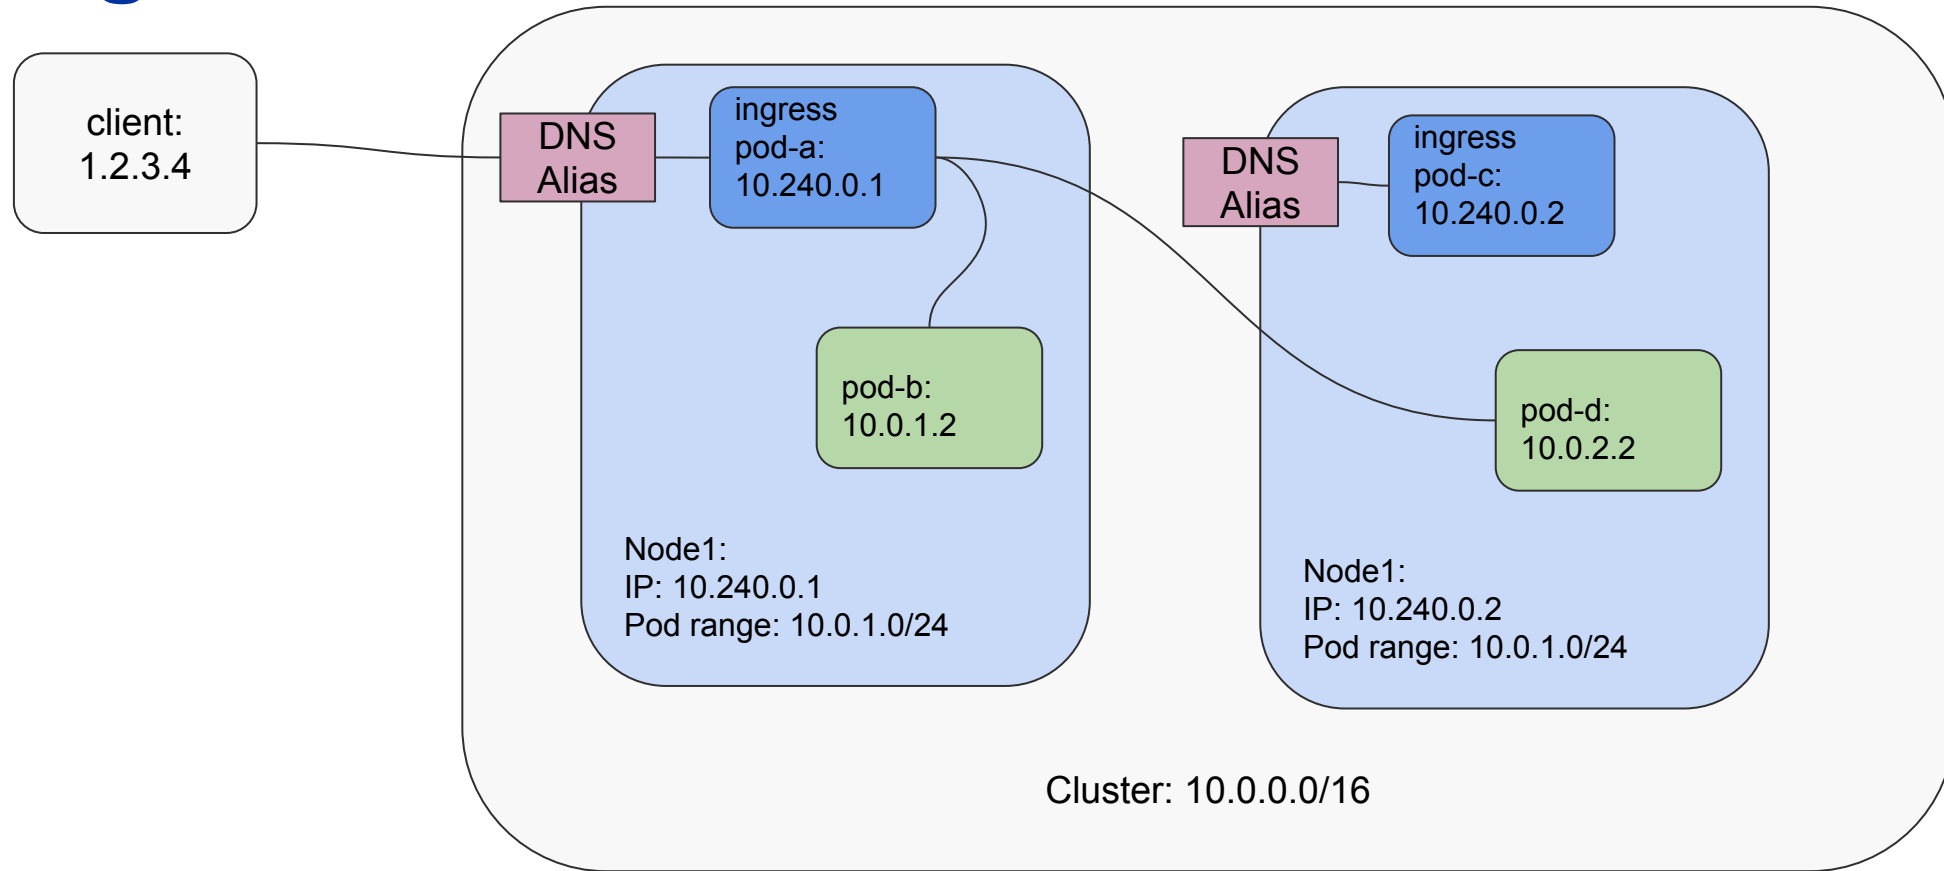 client:
1.2.3.4
DNS
Alias
ingress
pod-a:
10.240.0.1
pod-b:
10.0.1.2
Node1:
IP: 10.240.0.1
Pod range: 10.0.1.0/24
DNS
Alias
ingress
pod-c:
10.240.0.2
pod-d:
10.0.2.2
Node1:
IP: 10.240.0.2
Pod range: 10.0.1.0/24
Cluster: 10.0.0.0/16